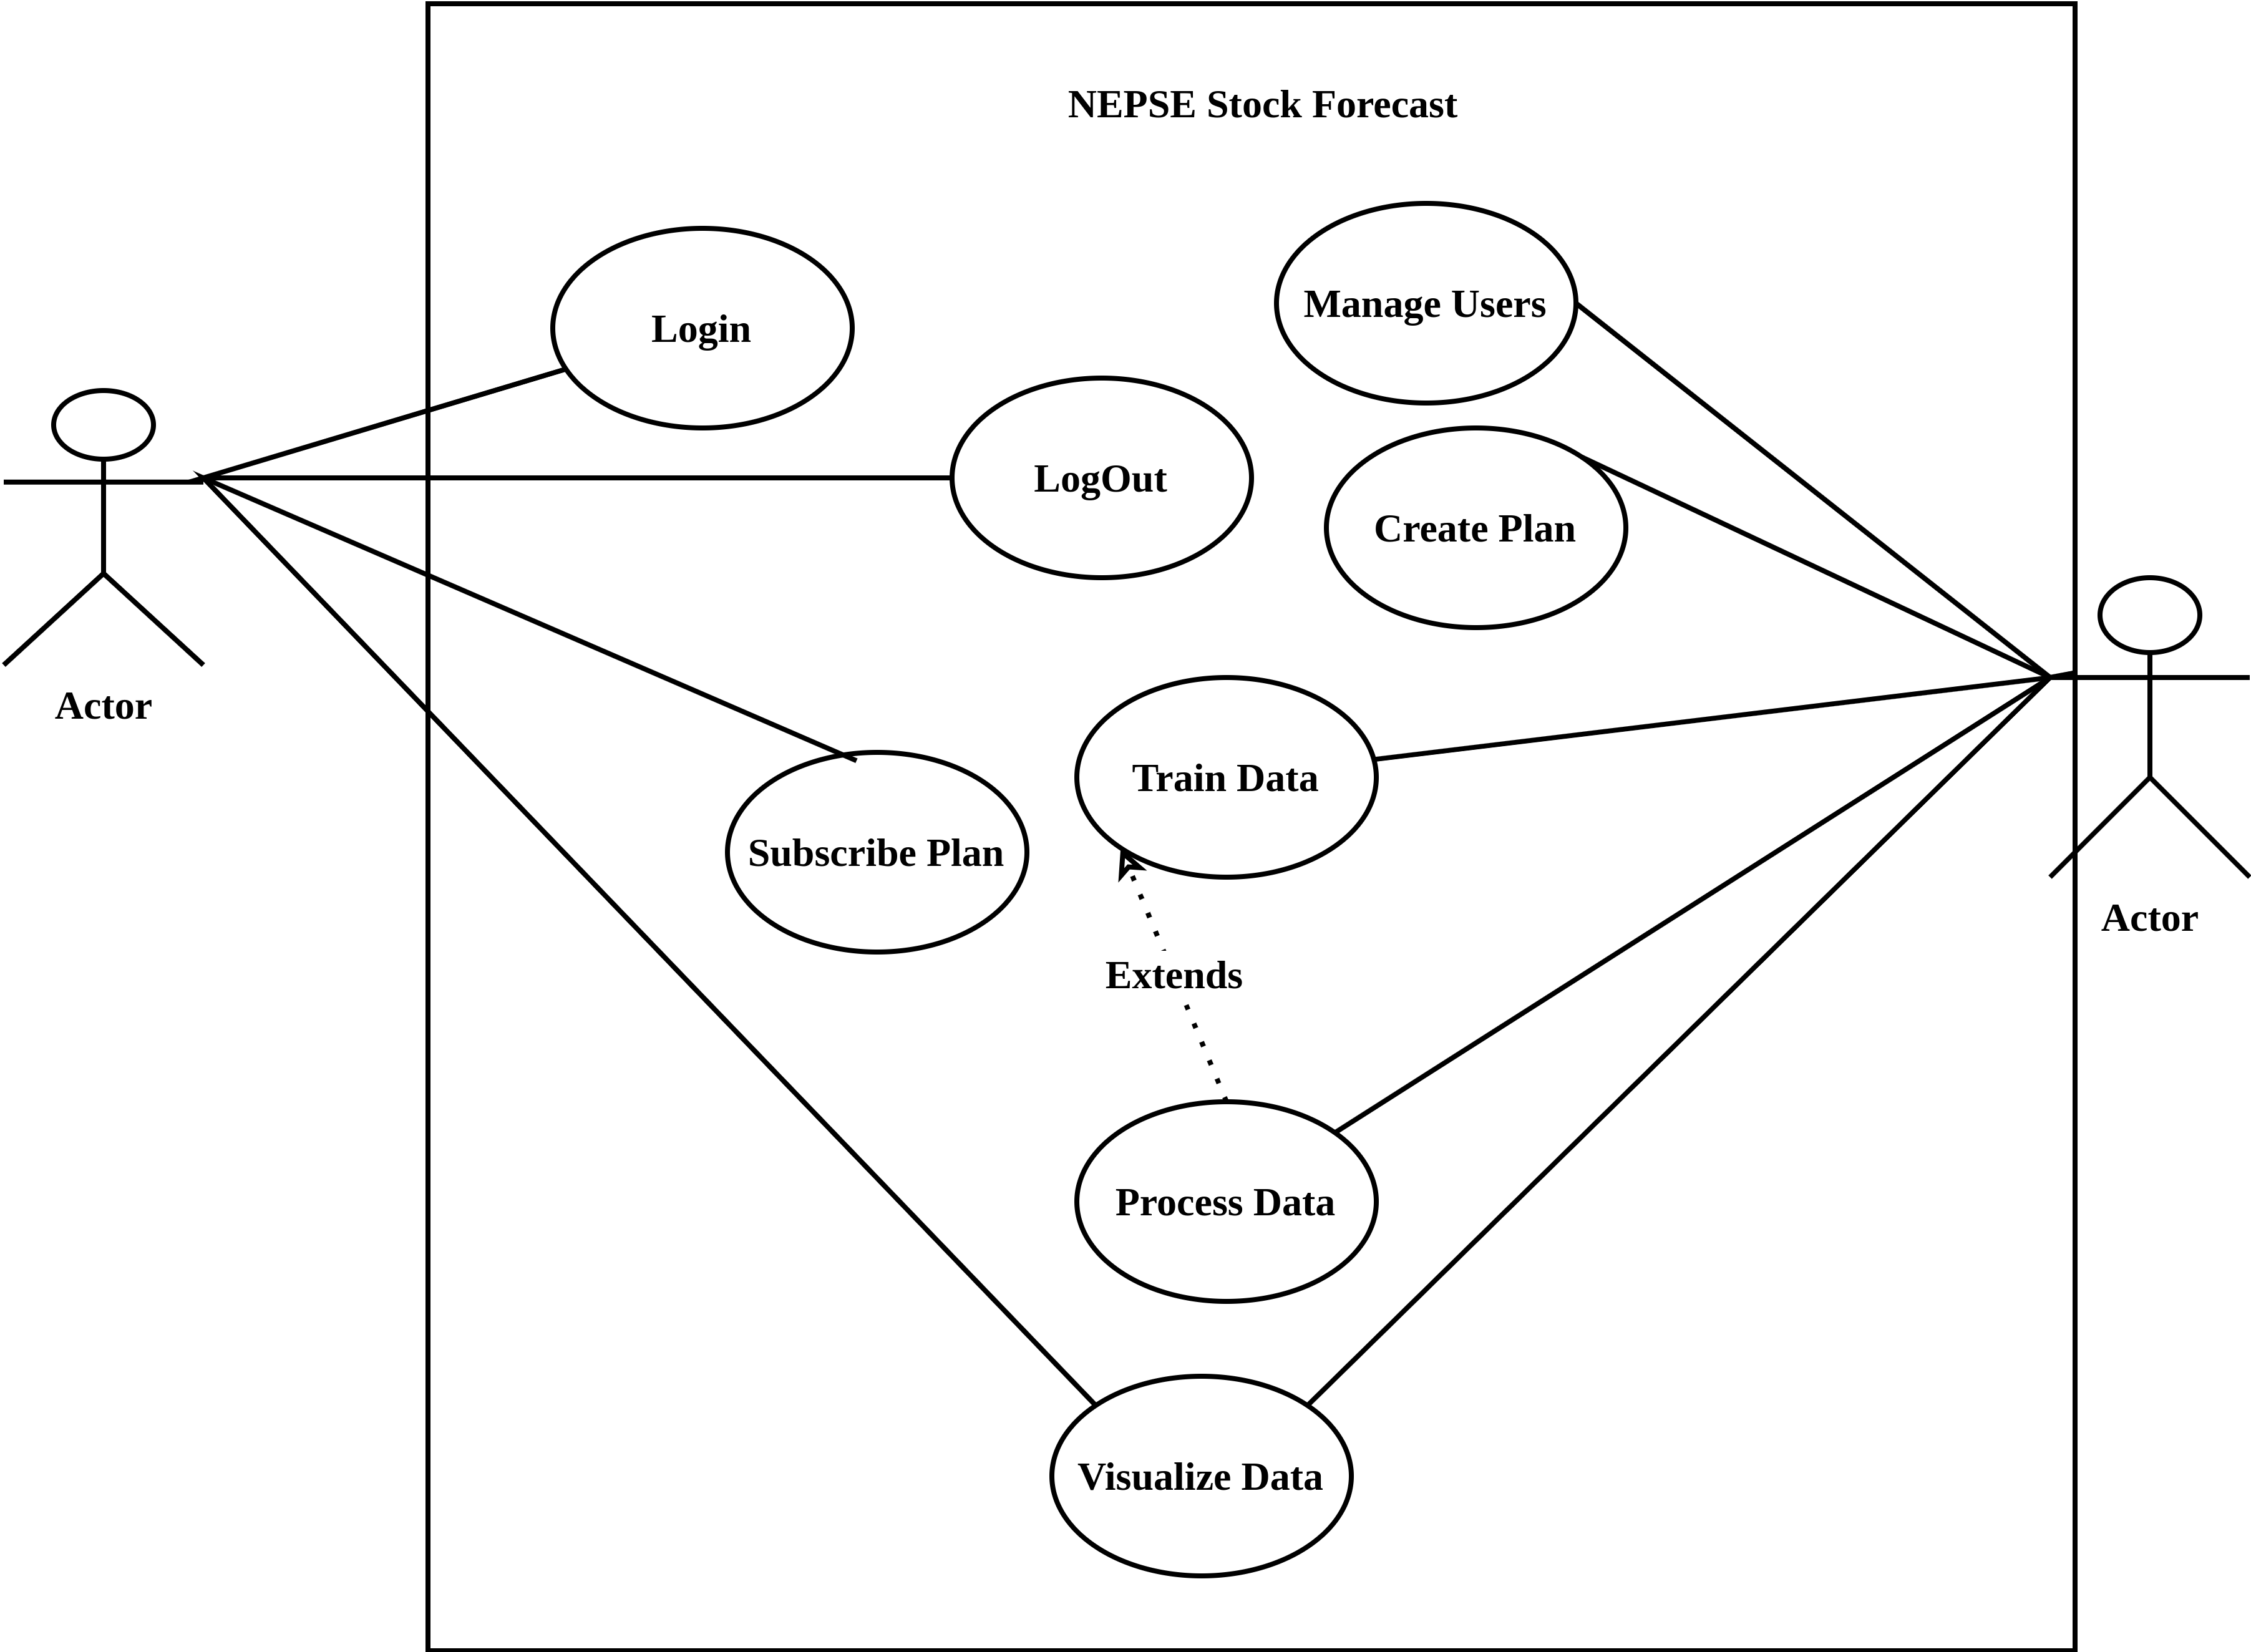 NEPSE Stock Forecast
Login
Manage Users
LogOut
Create Plan
Actor
Train Data
Subscribe Plan
Actor
Extends
Process Data
Visualize Data